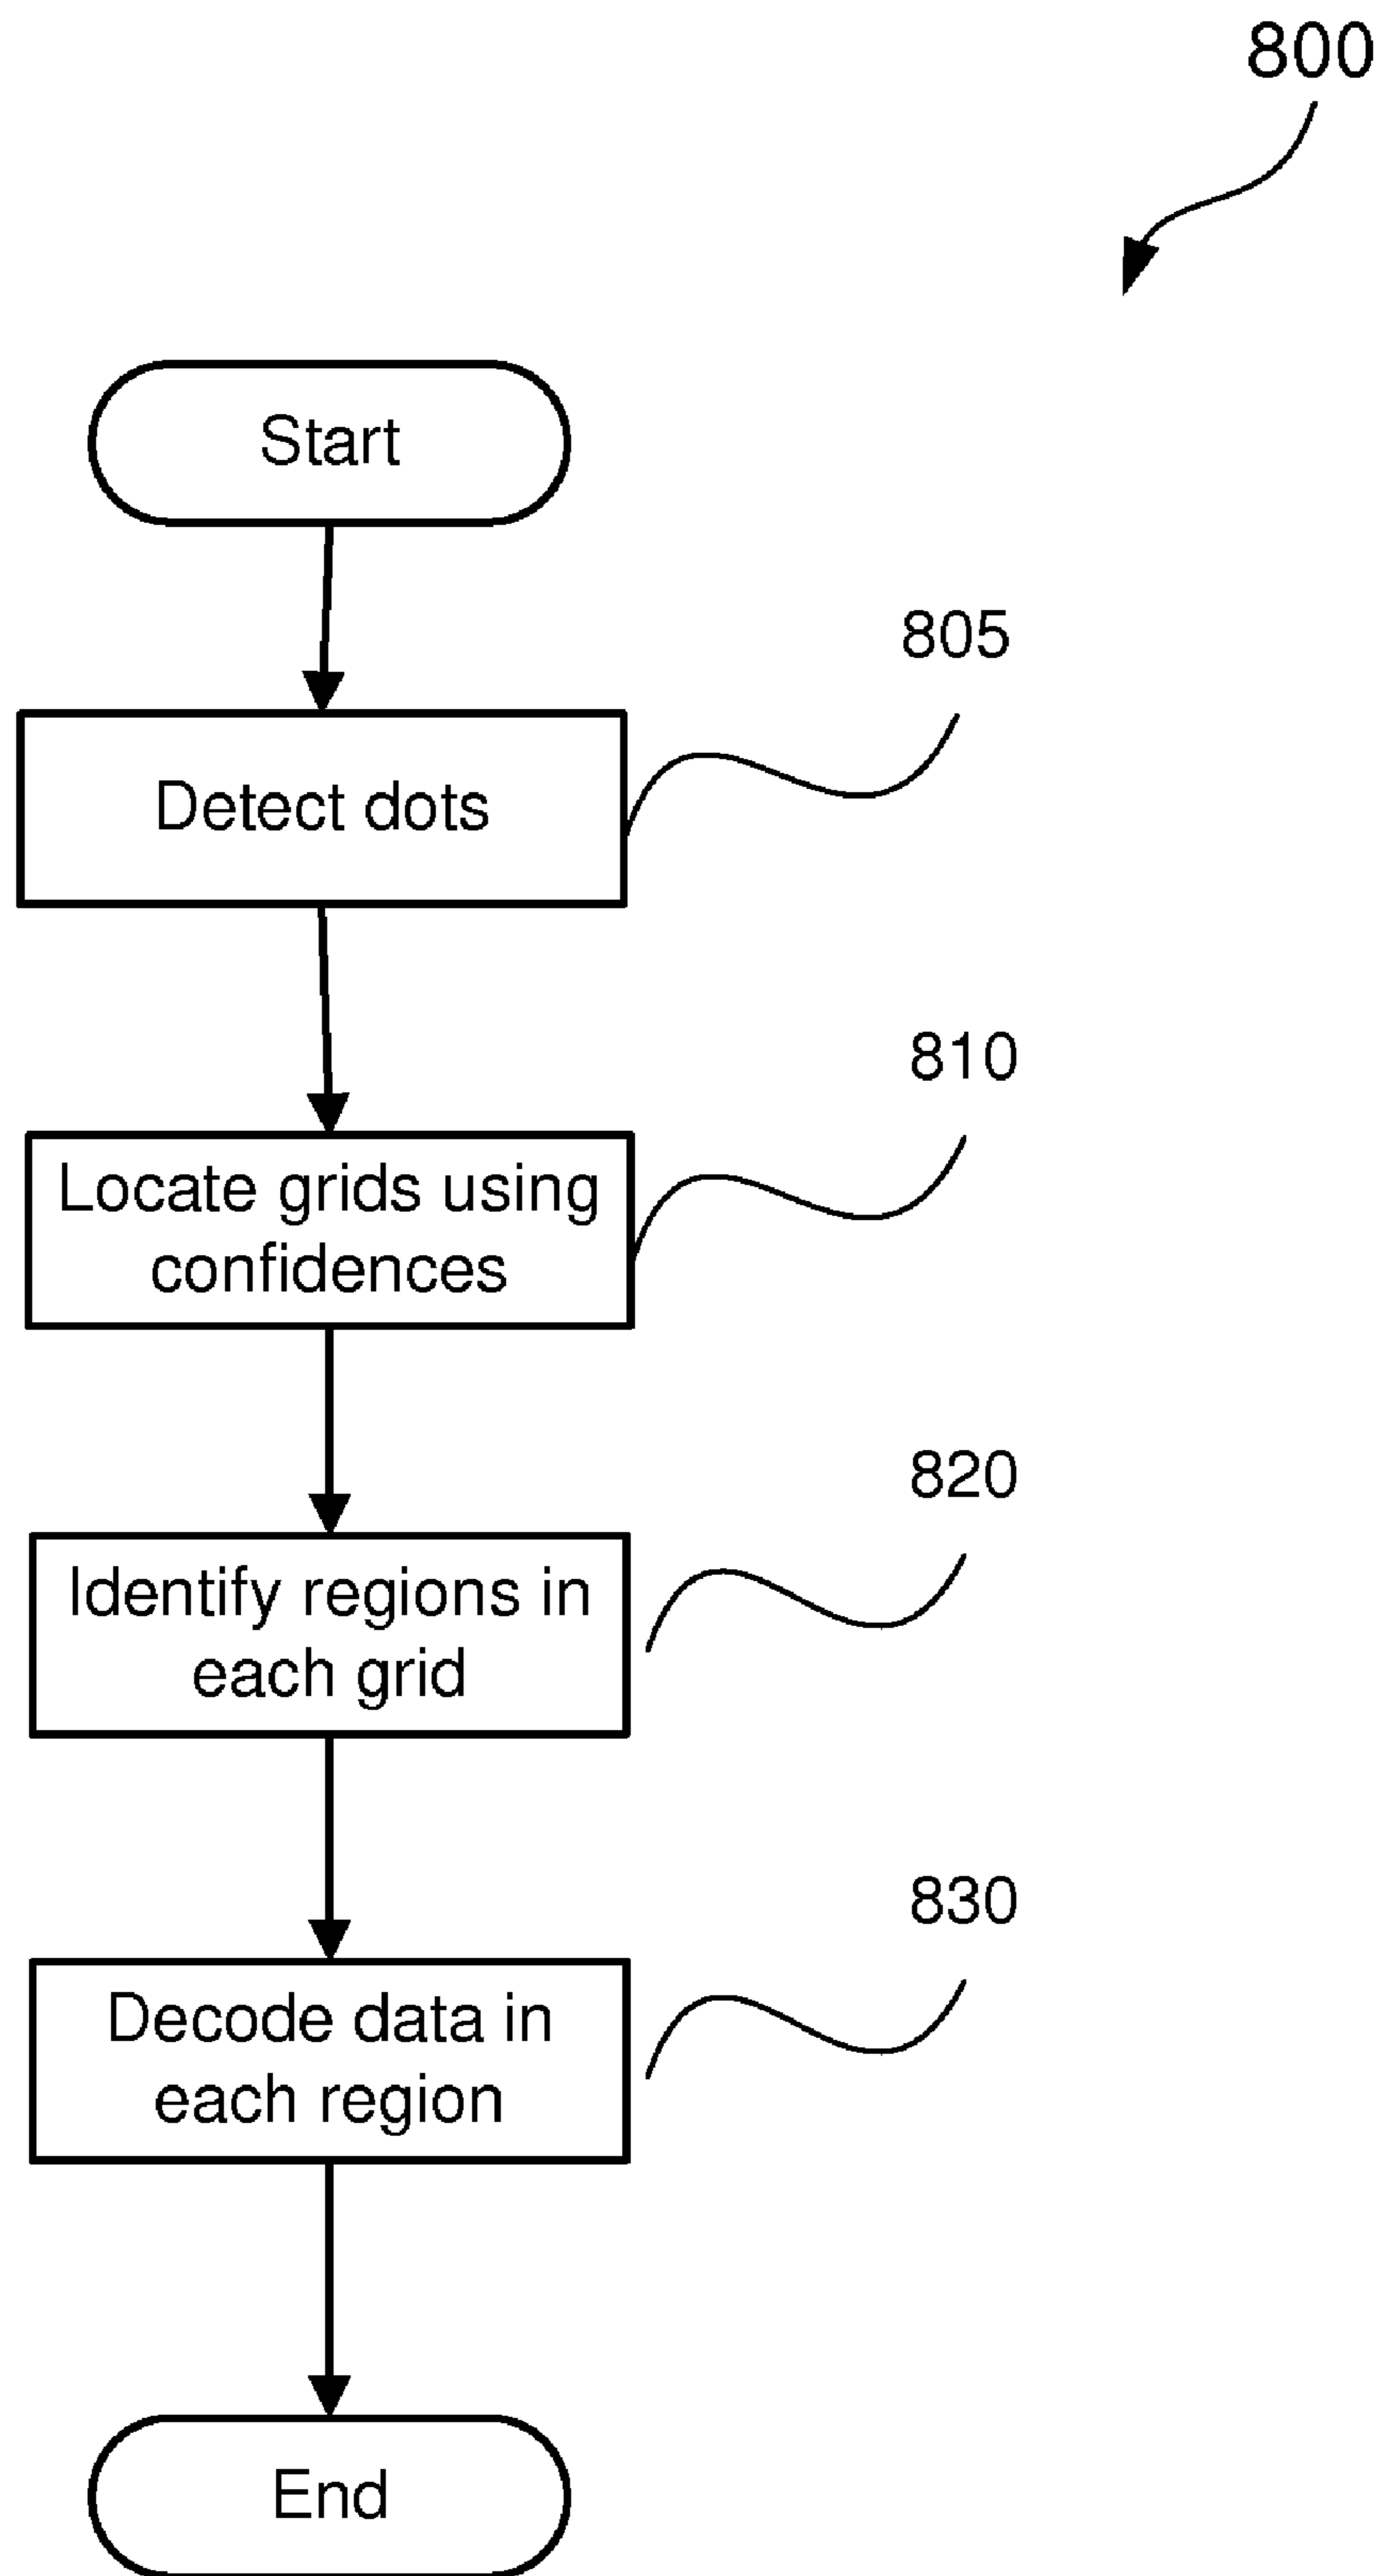 800
Start
805
Detect dots
810
Locate grids using
confidences
820
Identify regions in
each grid
830
Decode data in
each region
End